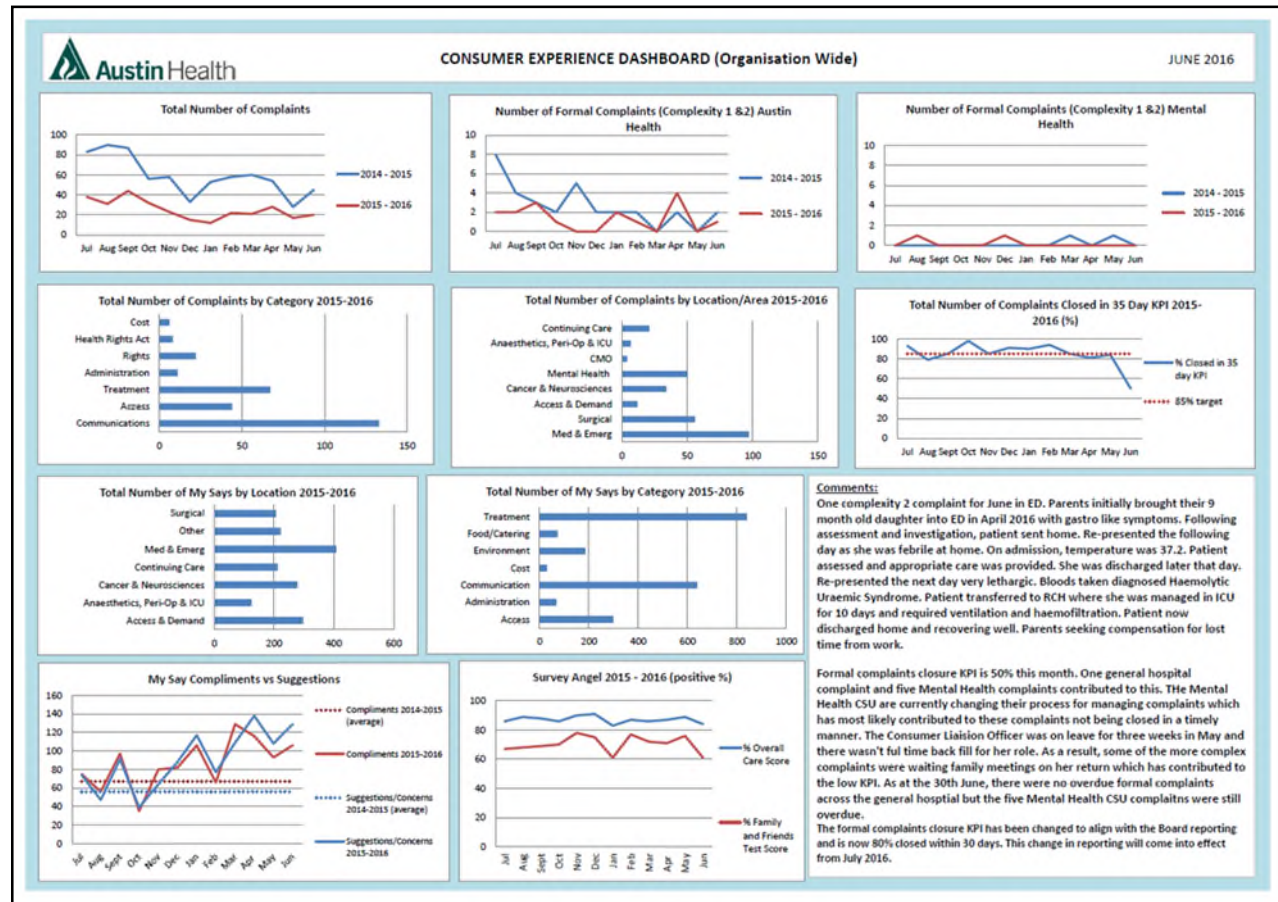 Austin Health
CONSUMER EXPERIENCE DASHBOARD (Organisation Wide)
JUNE 2016
Total Number of Complaints
100
80
60
40
20
0
Jul Aug Sept Oct Nov Dec Jan Feb Mar Apr May Jun
2014 - 2015
2015 - 2016
Number of Formal Complaints (Complexity 1 &2) Austin
Health
10
8
6
4
2
0
Jul Aug Sept Oct Nov Dec Jan Feb Mar Apr May Jun
2014 - 2015
2015 - 2016
Number of Formal Complaints (Complexity 1 &2) Mental
Health
10
8
6
4
2
0
Jul Aug Sept Oct Nov Dec Jan Feb Mar Apr May Jun
2014 - 2015
2015 - 2016
Total Number of Complaints by Category 2015-2016
Cost
Health Rights Act
Rights
Administration
Treatment
Access
Communications
0 50 100 150
Total Number of Complaints by Location/Area 2015-2016
Continuing Care
Anaesthetics, Peri-Op & ICU
CMO
Mental Health
Cancer & Neurosciences
Access & Demand
Surgical
Med & Emerg
0 50 100 150
Total Number of Complaints Closed in 35 Day KPI 2015-
2016 (%)
100
80
60
40
20
0
Jul Aug Sept Oct Nov Dec Jan Feb Mar Apr May Jun
% Closed in 35
day KPI
85% target
Total Number of My Says by Location 2015-2016
Surgical
Other
Med & Emerg
Continuing Care
Cancer & Neurosciences
Anaesthetics, Peri-Op & ICU
Access & Demand
0 200 400 600
Total Number of My Says by Category 2015-2016
Treatment
Food/Catering
Environment
Cost
Communication
Administration
Access
0 200 400 600 800 1000
My Say Compliments vs Suggestions
160
140
120
100
80
60
40
20
0
Jul Aug Sept Oct Nov Dec Jan Feb Mar Apr May Jun
Compliments 2014-2015
(average)
Compliments 2015-2016
Suggestions/Concerns
2014-2015 (average)
Suggestions/Concerns
2015-2016
Survey Angel 2015 - 2016 (positive %)
100
80
60
40
20
0
Jul Aug Sept Oct Nov Dec Jan Feb Mar Apr May Jun
% Overall
Care Score
% Family
and Friends
Test Score
Comments:
One complexity 2 complaint for June in ED. Parents initially brought their 9
month old daughter into ED in April 2016 with gastro like symptoms. Following
assessment and investigation, patient sent home. Re-presented the following
day as she was febrile at home. On admission, temperature was 37.2. Patient
assessed and appropriate care was provided. She was discharged later that day.
Re-presented the next day very lethargic. Bloods taken diagnosed Haemolytic
Uraemic Syndrome. Patient transferred to RCH where she was managed in ICU
for 10 days and required ventilation and haemofiltration. Patient now
discharged home and recovering well. Parents seeking compensation for lost
time from work.
Formal complaints closure KPI is 50% this month. One general hospital
complaint and five Mental Health complaints contributed to this. THe Mental
Health CSU are currently changing their process for managing complaints which
has most likely contributed to these complaints not being closed in a timely
manner. The Consumer Liaision Officer was on leave for three weeks in May and
there wasn't ful time back fill for her role. As a result, some of the more complex
complaints were waiting family meetings on her return which has contributed to
the low KPI. As at the 30th June, there were no overdue formal complaints
across the general hosptial but the five Mental Health CSU complaitns were still
overdue.
The formal complaints closure KPI has been changed to align with the Board reporting
and is now 80% closed within 30 days. This change in reporting will come into effect
from July 2016.